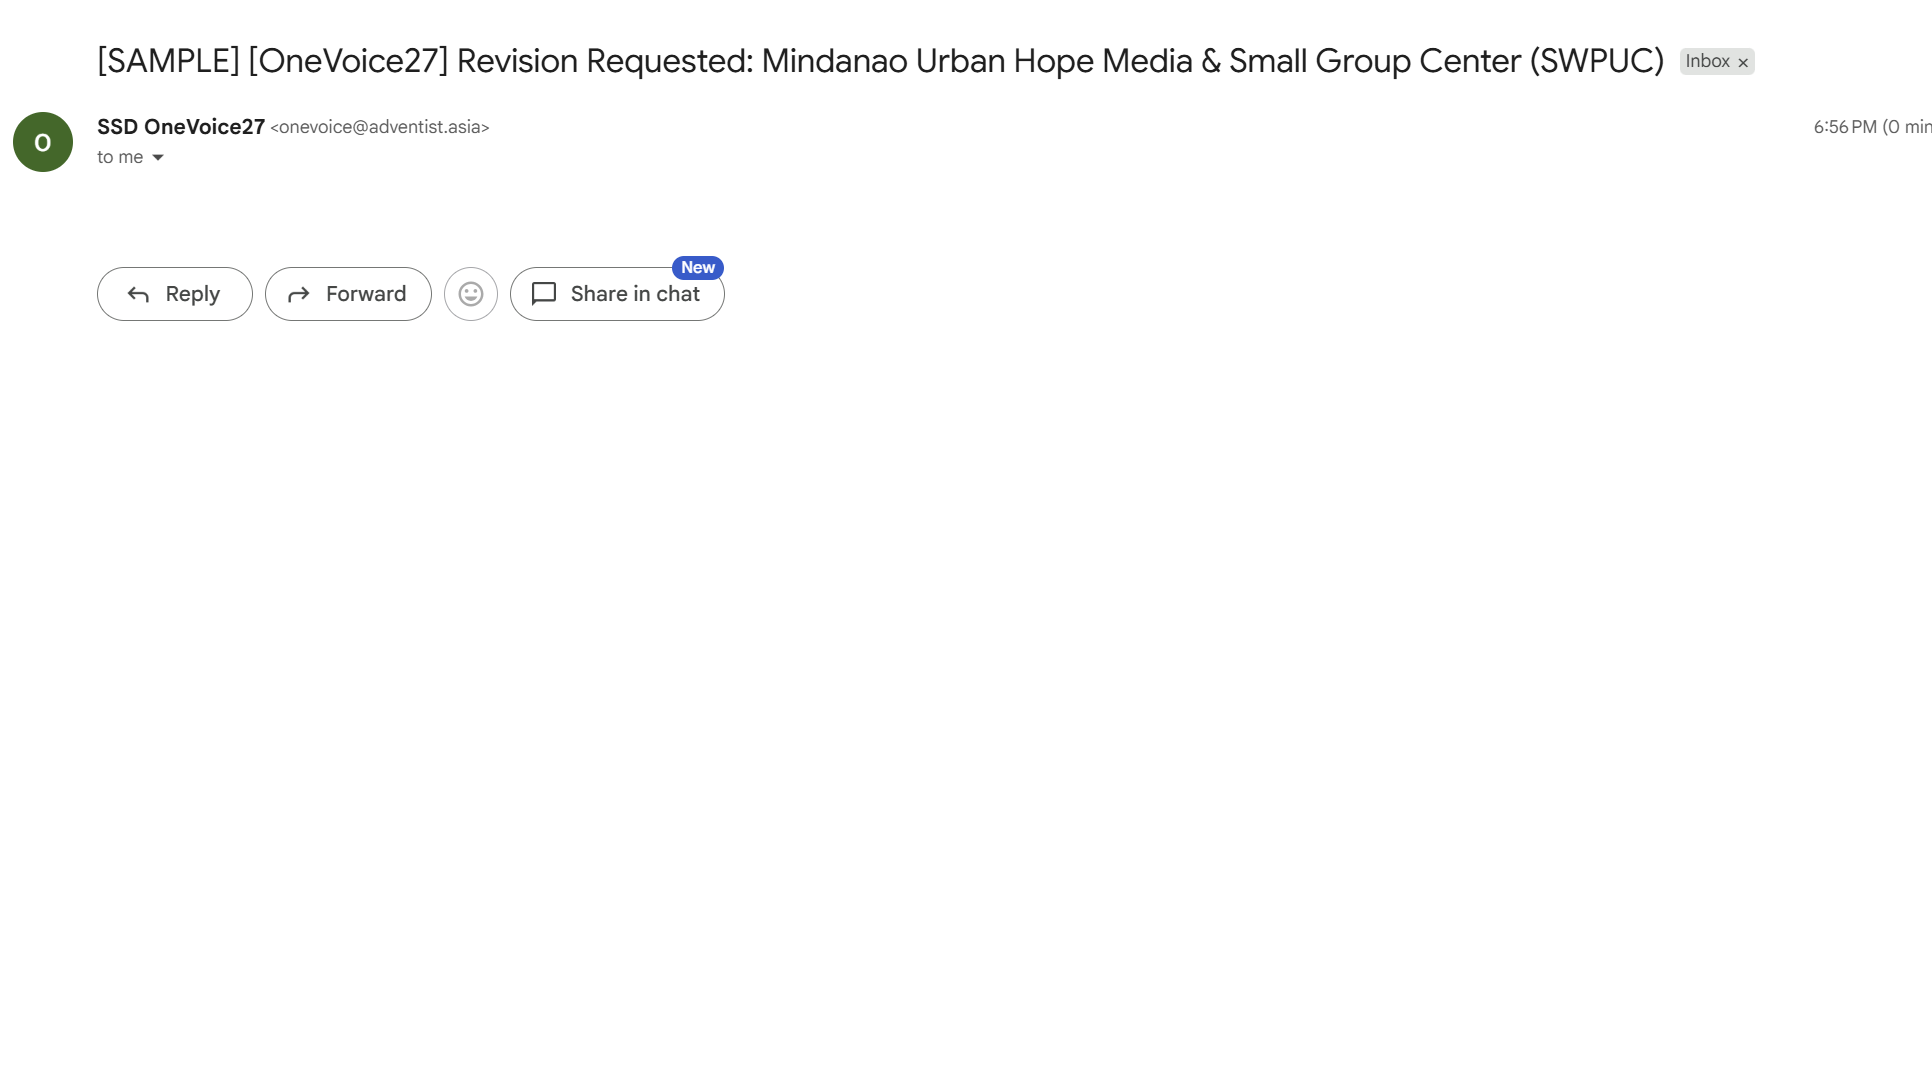 [SAMPLE] [OneVoice27] Revision Requested: Mindanao Urban Hope Media & Small Group Center (SWPUC) Inbox ×
SSD OneVoice27 <onevoice@adventist.asia> 6:56 PM (0 min
to me
O
New
Reply Forward Share in chat